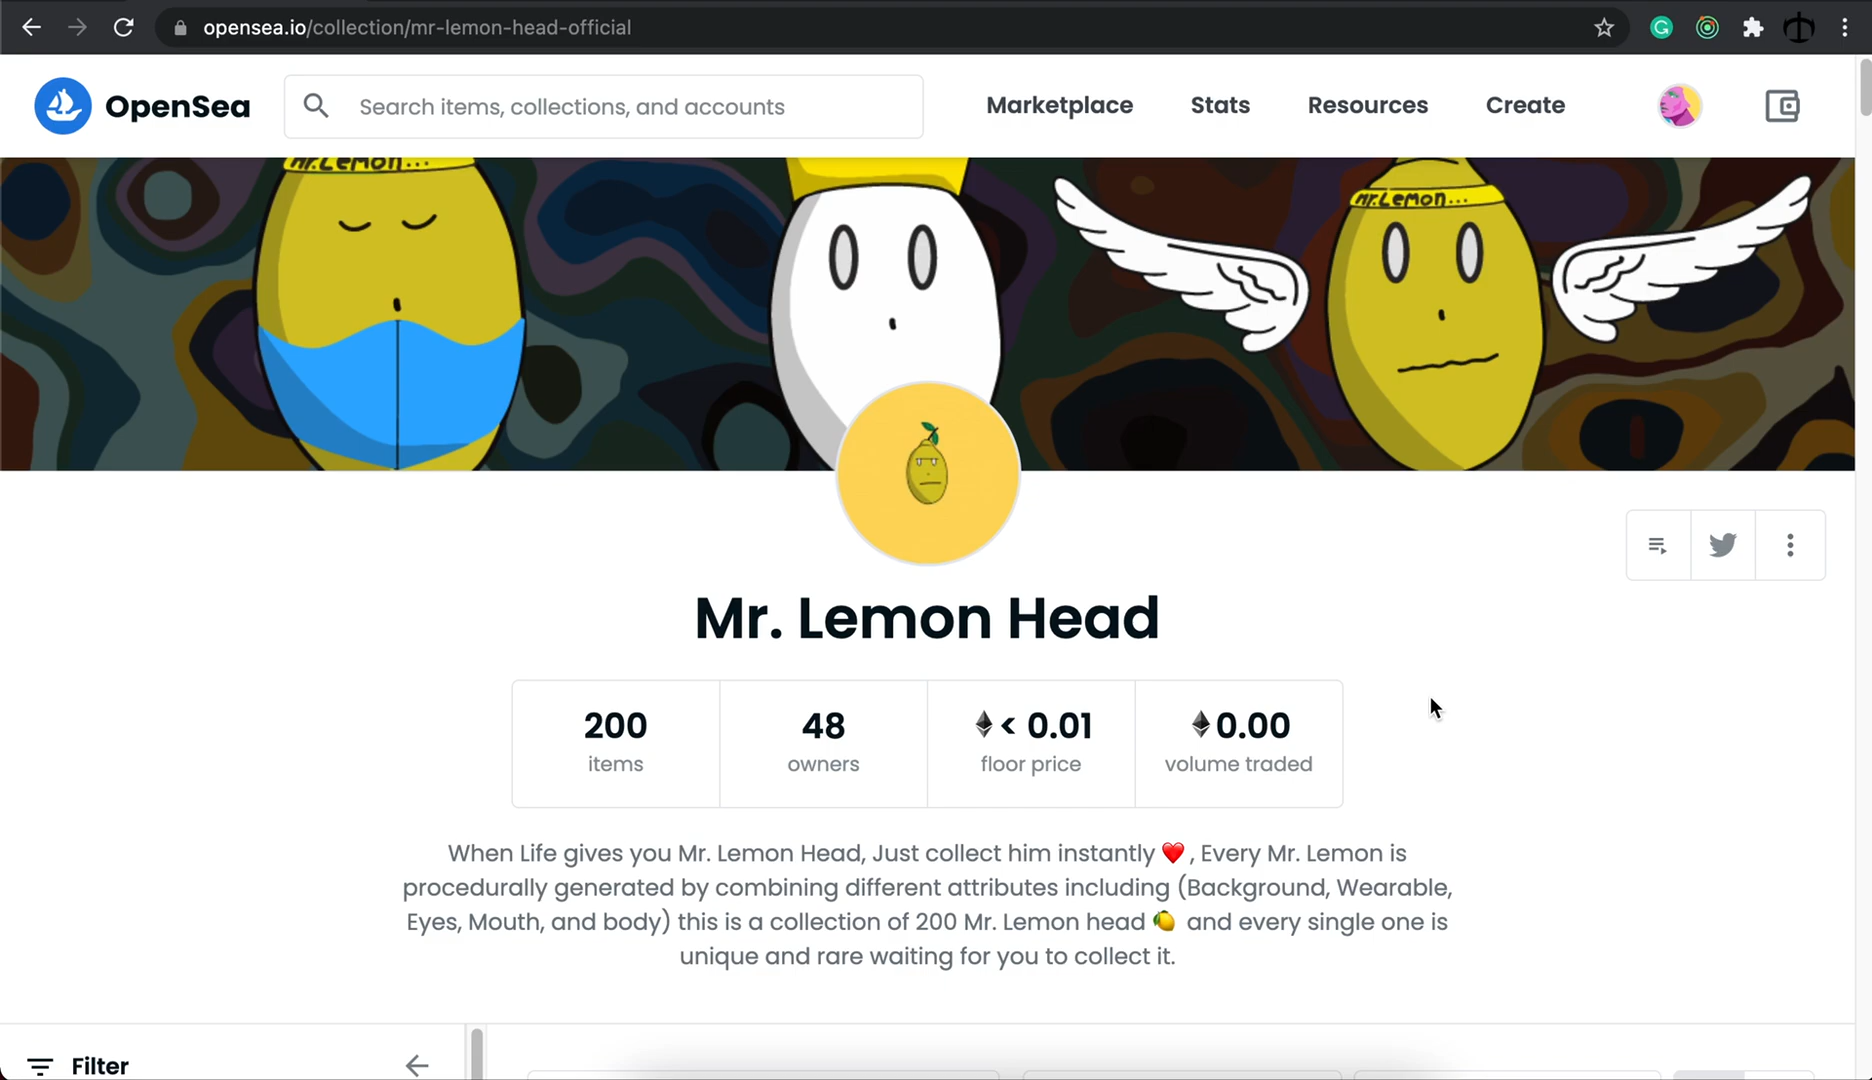 opensea.io/collection/mr-lemon-head-official
OpenSea
Search items, collections, and accounts
Marketplace
Stats
Resources
Create
Mr.Lemon...
Mr.Lemon...
Mr. Lemon Head
200
items
48
owners
< 0.01
floor price
0.00
volume traded
When Life gives you Mr. Lemon Head, Just collect him instantly ❤️ , Every Mr. Lemon is
procedurally generated by combining different attributes including (Background, Wearable,
Eyes, Mouth, and body) this is a collection of 200 Mr. Lemon head 🍋 and every single one is
unique and rare waiting for you to collect it.
Filter